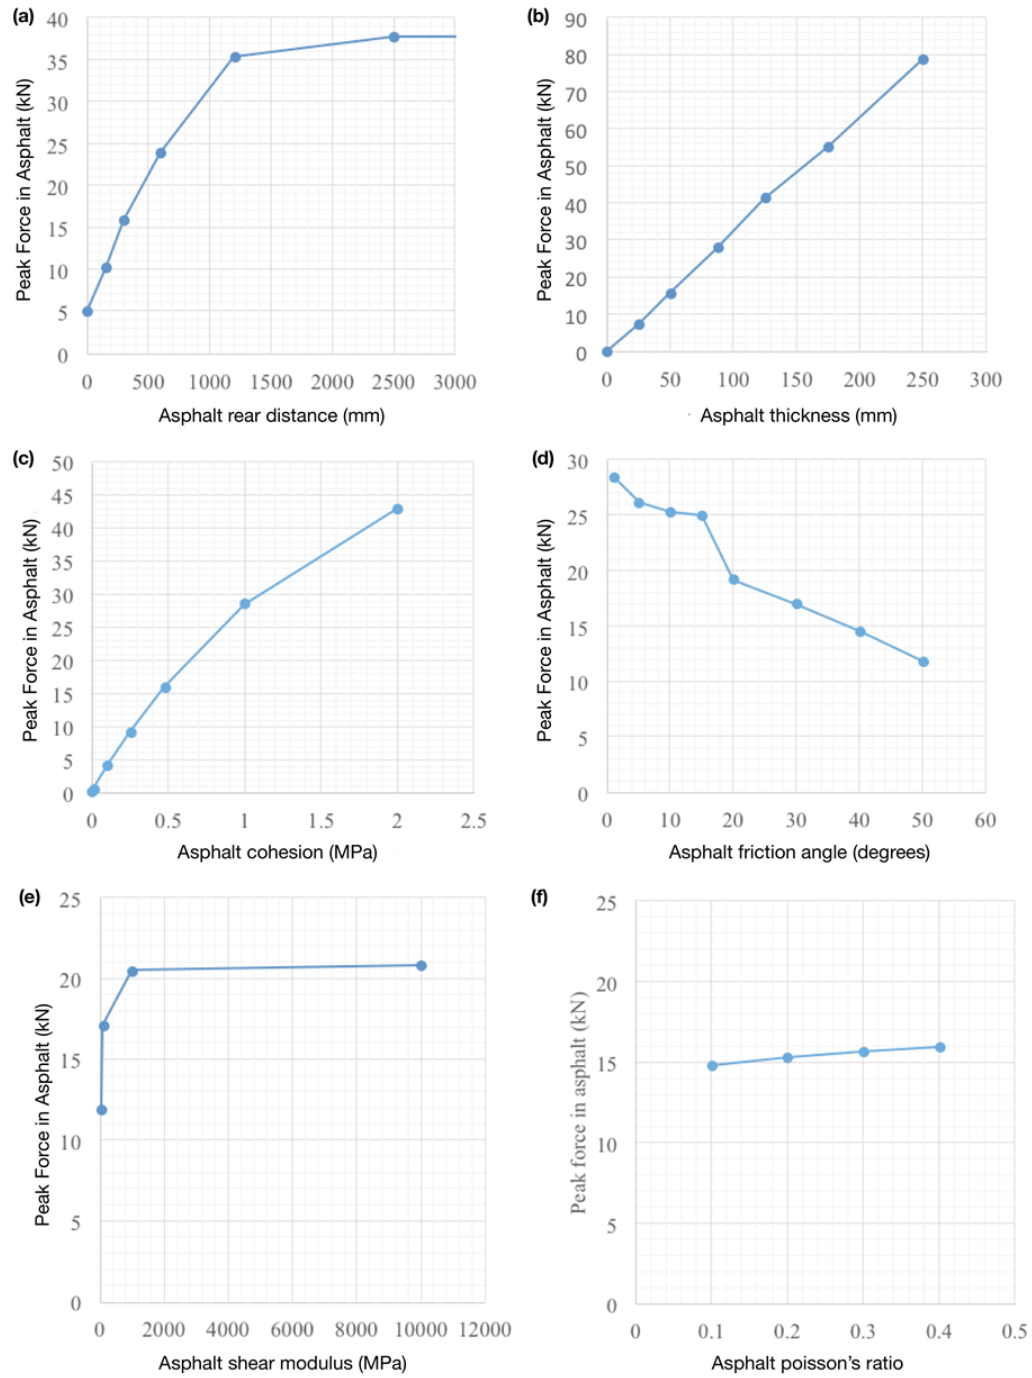 (a)
40
35
30
25
20
15
10
5
0
Peak Force in Asphalt (kN)
0 500 1000 1500 2000 2500 3000
Asphalt rear distance (mm)
(b)
90
80
70
60
50
40
30
20
10
0
Peak Force in Asphalt (kN)
0 50 100 150 200 250 300
Asphalt thickness (mm)
(c)
50
45
40
35
30
25
20
15
10
5
0
Peak Force in Asphalt (kN)
0 0.5 1 1.5 2 2.5
Asphalt cohesion (MPa)
(d)
30
25
20
15
10
5
0
Peak Force in Asphalt (kN)
0 10 20 30 40 50 60
Asphalt friction angle (degrees)
(e)
25
20
15
10
5
0
Peak Force in Asphalt (kN)
0 2000 4000 6000 8000 10000 12000
Asphalt shear modulus (MPa)
(f)
25
20
15
10
5
0
Peak force in asphalt (kN)
0 0.1 0.2 0.3 0.4 0.5
Asphalt poisson's ratio